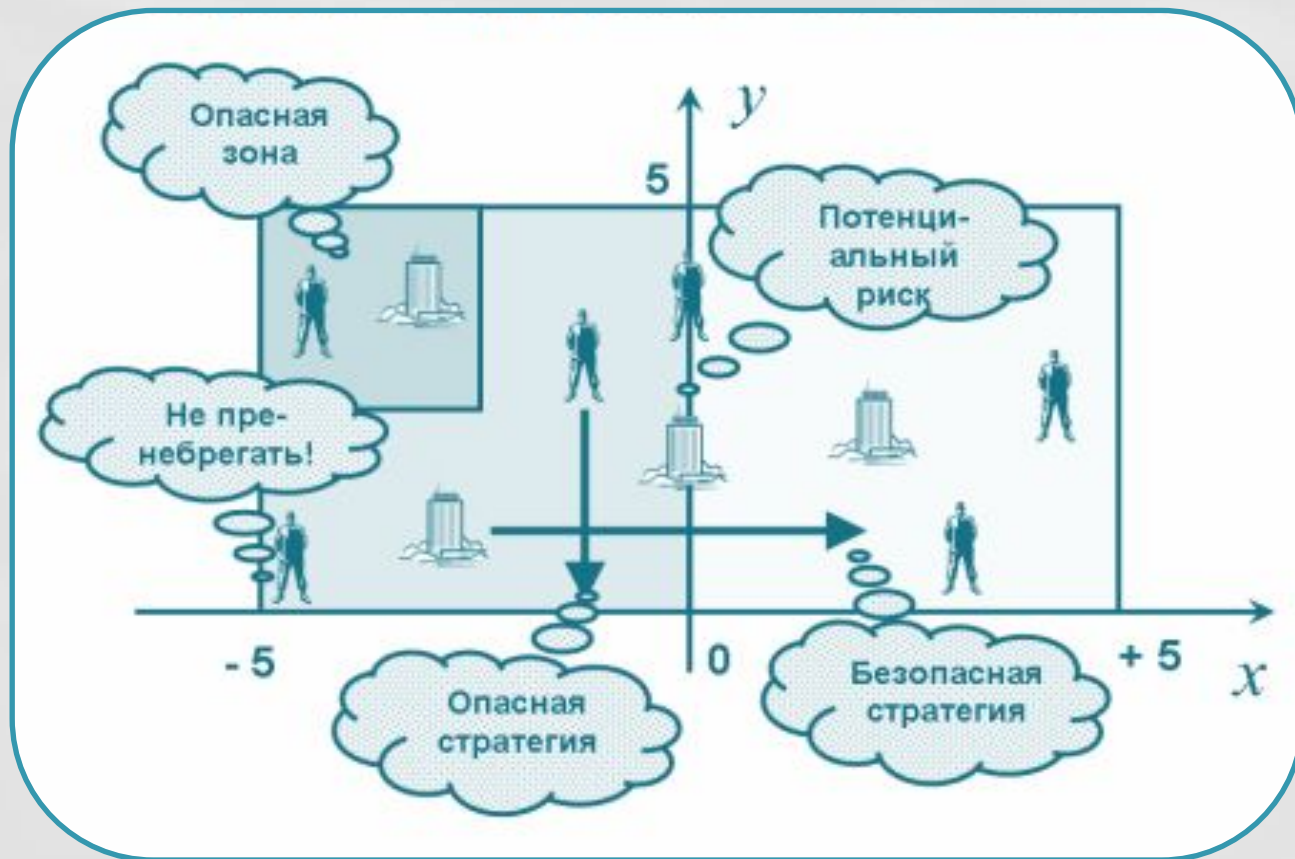 Опасная
зона
y
5
Потенци-
альный
риск
Не пре-
небрегать!
- 5
0
+ 5
x
Опасная
стратегия
Безопасная
стратегия